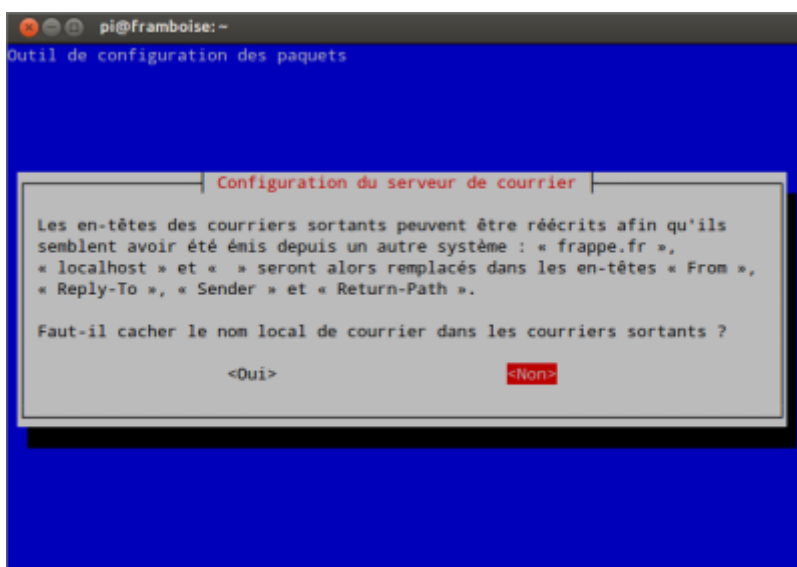 pi@framboise: ~
Outil de configuration des paquets
Configuration du serveur de courrier
Les en-têtes des courriers sortants peuvent être réécrits afin qu'ils
semblent avoir été émis depuis un autre système : « frappe.fr »,
« localhost » et «  » seront alors remplacés dans les en-têtes « From »,
« Reply-To », « Sender » et « Return-Path ».
Faut-il cacher le nom local de courrier dans les courriers sortants ?
<Oui> <Non>